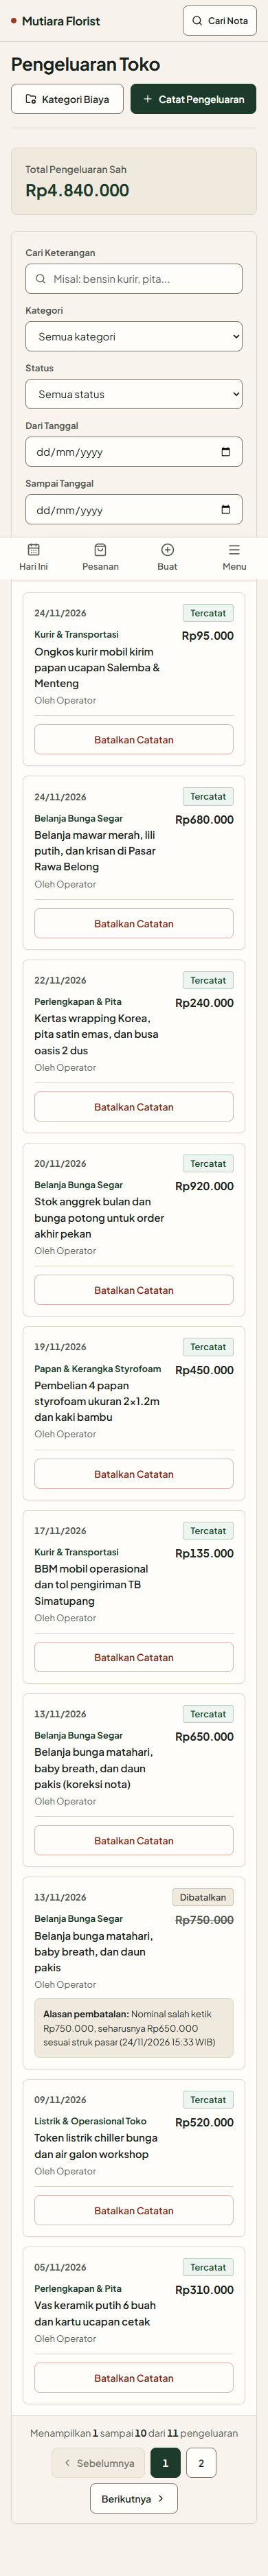 Mutiara Florist
Cari Nota
Pengeluaran Toko
Kategori Biaya
Catat Pengeluaran
Total Pengeluaran Sah
Rp4.840.000
Cari Keterangan
Misal: bensin kurir, pita...
Kategori
Semua kategori
Status
Semua status
Dari Tanggal
dd/mm/yyyy
Sampai Tanggal
dd/mm/yyyy
Hari Ini
Pesanan
Buat
Menu
24/11/2026
Tercatat
Kurir & Transportasi
Rp95.000
Ongkos kurir mobil kirim
papan ucapan Salemba &
Menteng
Oleh Operator
Batalkan Catatan
24/11/2026
Tercatat
Belanja Bunga Segar
Rp680.000
Belanja mawar merah, lili
putih, dan krisan di Pasar
Rawa Belong
Oleh Operator
Batalkan Catatan
22/11/2026
Tercatat
Perlengkapan & Pita
Rp240.000
Kertas wrapping Korea,
pita satin emas, dan busa
oasis 2 dus
Oleh Operator
Batalkan Catatan
20/11/2026
Tercatat
Belanja Bunga Segar
Rp920.000
Stok anggrek bulan dan
bunga potong untuk order
akhir pekan
Oleh Operator
Batalkan Catatan
19/11/2026
Tercatat
Papan & Kerangka Styrofoam
Rp450.000
Pembelian 4 papan
styrofoam ukuran 2×1.2m
dan kaki bambu
Oleh Operator
Batalkan Catatan
17/11/2026
Tercatat
Kurir & Transportasi
Rp135.000
BBM mobil operasional
dan tol pengiriman TB
Simatupang
Oleh Operator
Batalkan Catatan
13/11/2026
Tercatat
Belanja Bunga Segar
Rp650.000
Belanja bunga matahari,
baby breath, dan daun
pakis (koreksi nota)
Oleh Operator
Batalkan Catatan
13/11/2026
Dibatalkan
Belanja Bunga Segar
Rp750.000
Belanja bunga matahari,
baby breath, dan daun
pakis
Oleh Operator
Alasan pembatalan: Nominal salah ketik
Rp750.000, seharusnya Rp650.000
sesuai struk pasar (24/11/2026 15:33 WIB)
09/11/2026
Tercatat
Listrik & Operasional Toko
Rp520.000
Token listrik chiller bunga
dan air galon workshop
Oleh Operator
Batalkan Catatan
05/11/2026
Tercatat
Perlengkapan & Pita
Rp310.000
Vas keramik putih 6 buah
dan kartu ucapan cetak
Oleh Operator
Batalkan Catatan
Menampilkan 1 sampai 10 dari 11 pengeluaran
Sebelumnya
1
2
Berikutnya